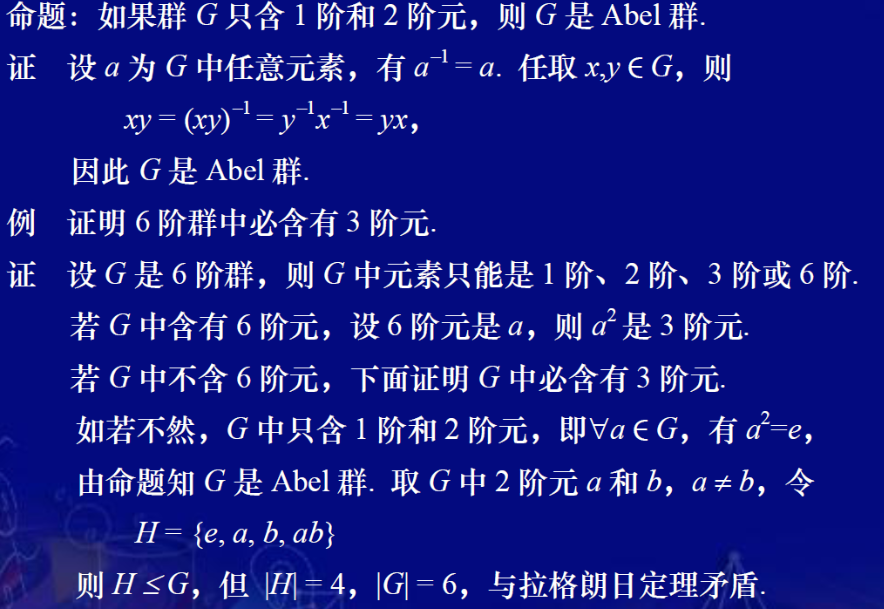 命题：如果群 G 只含 1 阶和 2 阶元，则 G 是 Abel 群.
证 设 a 为 G 中任意元素，有 a⁻¹ = a. 任取 x,y ∈ G，则
xy = (xy)⁻¹ = y⁻¹x⁻¹ = yx，
因此 G 是 Abel 群.
例 证明 6 阶群中必含有 3 阶元.
证 设 G 是 6 阶群，则 G 中元素只能是 1 阶、2 阶、3 阶或 6 阶.
若 G 中含有 6 阶元，设 6 阶元是 a，则 a² 是 3 阶元.
若 G 中不含 6 阶元，下面证明 G 中必含有 3 阶元.
如若不然，G 中只含 1 阶和 2 阶元，即∀a ∈ G，有 a²=e，
由命题知 G 是 Abel 群. 取 G 中 2 阶元 a 和 b，a ≠ b，令
H = {e, a, b, ab}
则 H ≤ G，但 |H| = 4，|G| = 6，与拉格朗日定理矛盾.